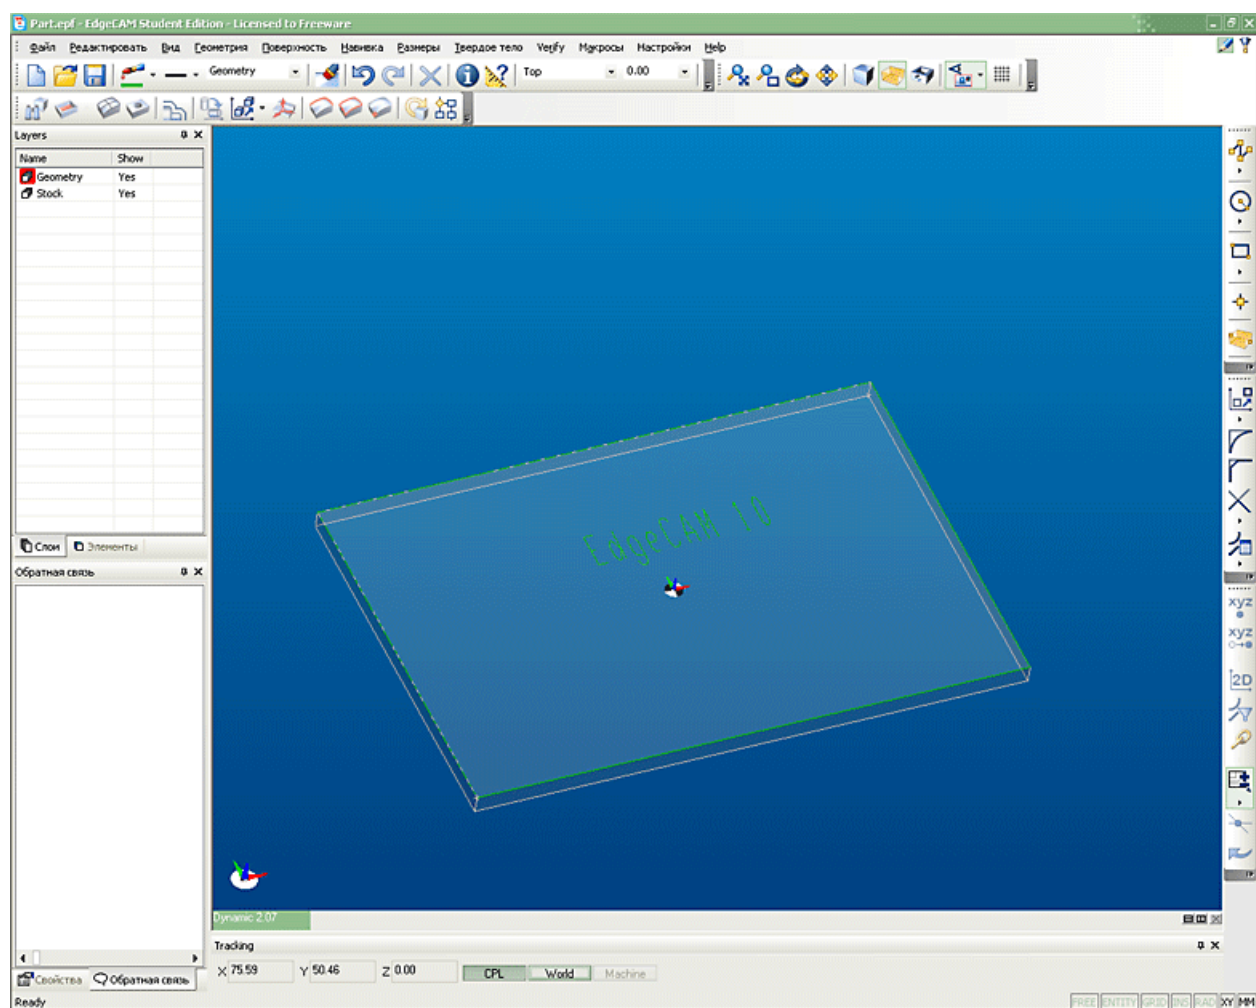 Part.epf - EdgeCAM Student Edition - Licensed to Freeware
Файл Редактировать Вид Геометрия Поверхность Навивка Размеры Твердое тело Verify Макросы Настройки Help
Geometry Top 0.00
Layers
Name Show
Geometry Yes
Stock Yes
EdgeCAM 10
Слои Элементы
Обратная связь
xyz
xyz
2D
Dynamic 2.07
Tracking
X 75.59 Y 50.46 Z 0.00 CPL World Machine
Свойства Обратная связь
Ready FREE ENTITY GRID INS RAD XY MM